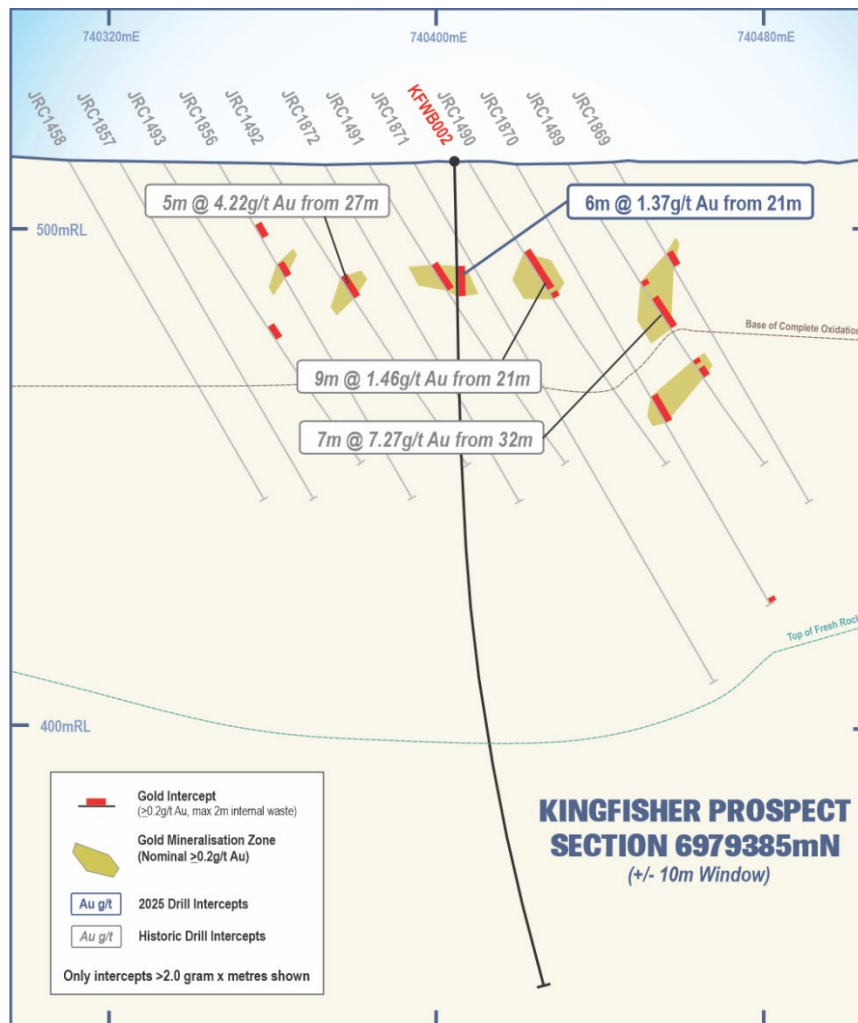 740320mE
740400mE
740480mE
JRC1458
JRC1857
JRC1493
JRC1856
JRC1492
JRC1872
JRC1491
JRC1871
KFWB002
JRC1490
JRC1870
JRC1489
JRC1869
5m @ 4.22g/t Au from 27m
6m @ 1.37g/t Au from 21m
500mRL
Base of Complete Oxidation
9m @ 1.46g/t Au from 21m
7m @ 7.27g/t Au from 32m
Top of Fresh Rock
400mRL
Gold Intercept
(≥0.2g/t Au, max 2m internal waste)
Gold Mineralisation Zone
(Nominal ≥0.2g/t Au)
Au g/t
2025 Drill Intercepts
Au g/t
Historic Drill Intercepts
Only intercepts >2.0 gram x metres shown
KINGFISHER PROSPECT
SECTION 6979385mN
(+/- 10m Window)